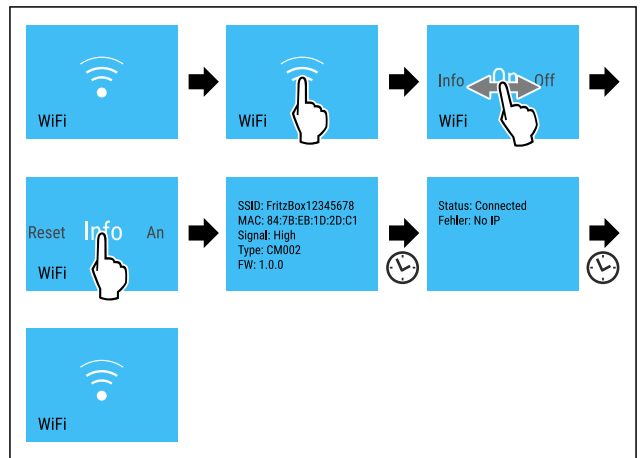 WiFi
WiFi
Info On Off
WiFi
Reset Info An
WiFi
SSID: FritzBox12345678
MAC: 84:7B:EB:1D:2D:C1
Signal: High
Type: CM002
FW: 1.0.0
Status: Connected
Fehler: No IP
WiFi